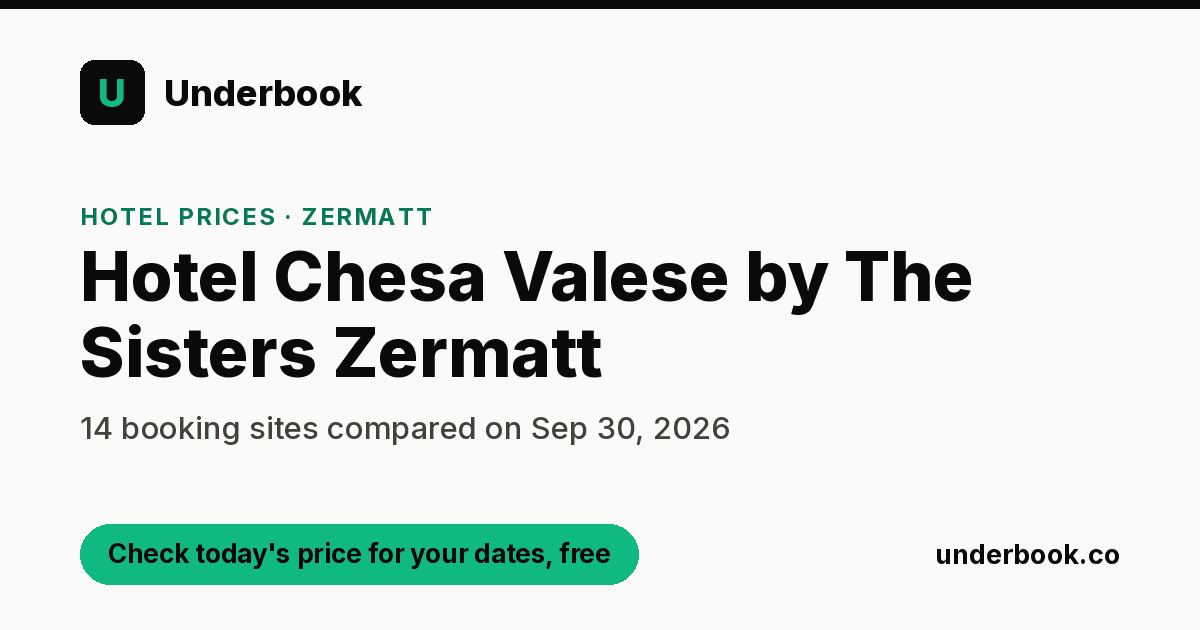 U Underbook
HOTEL PRICES · ZERMATT
Hotel Chesa Valese by The
Sisters Zermatt
14 booking sites compared on Sep 30, 2026
Check today's price for your dates, free
underbook.co